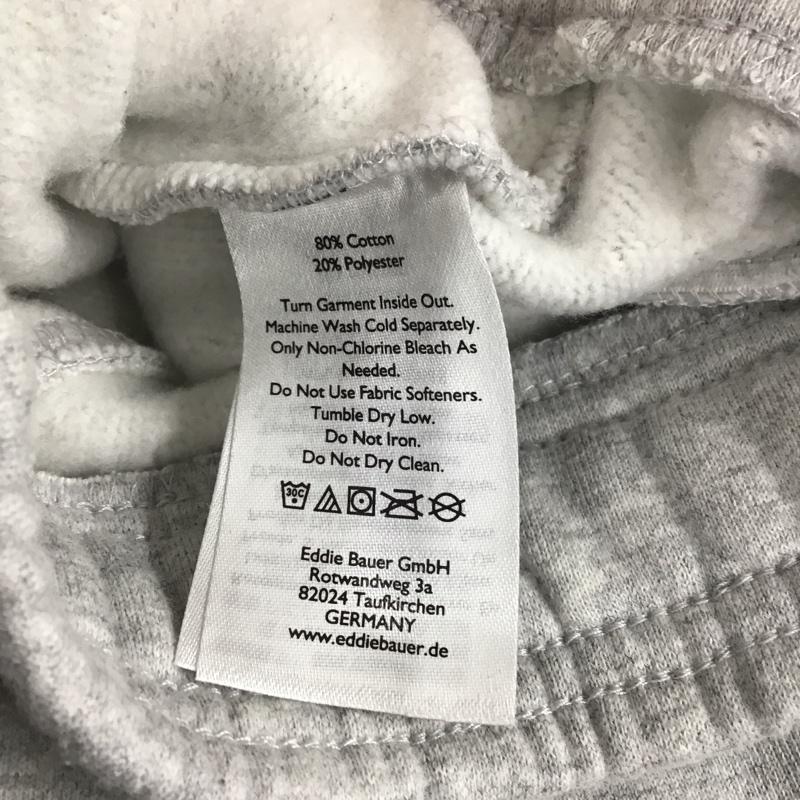 80% Cotton
20% Polyester
Turn Garment Inside Out.
Machine Wash Cold Separately.
Only Non-Chlorine Bleach As
Needed.
Do Not Use Fabric Softeners.
Tumble Dry Low.
Do Not Iron.
Do Not Dry Clean.
30C
Eddie Bauer GmbH
Rotwandweg 3a
82024 Taufkirchen
GERMANY
www.eddiebauer.de